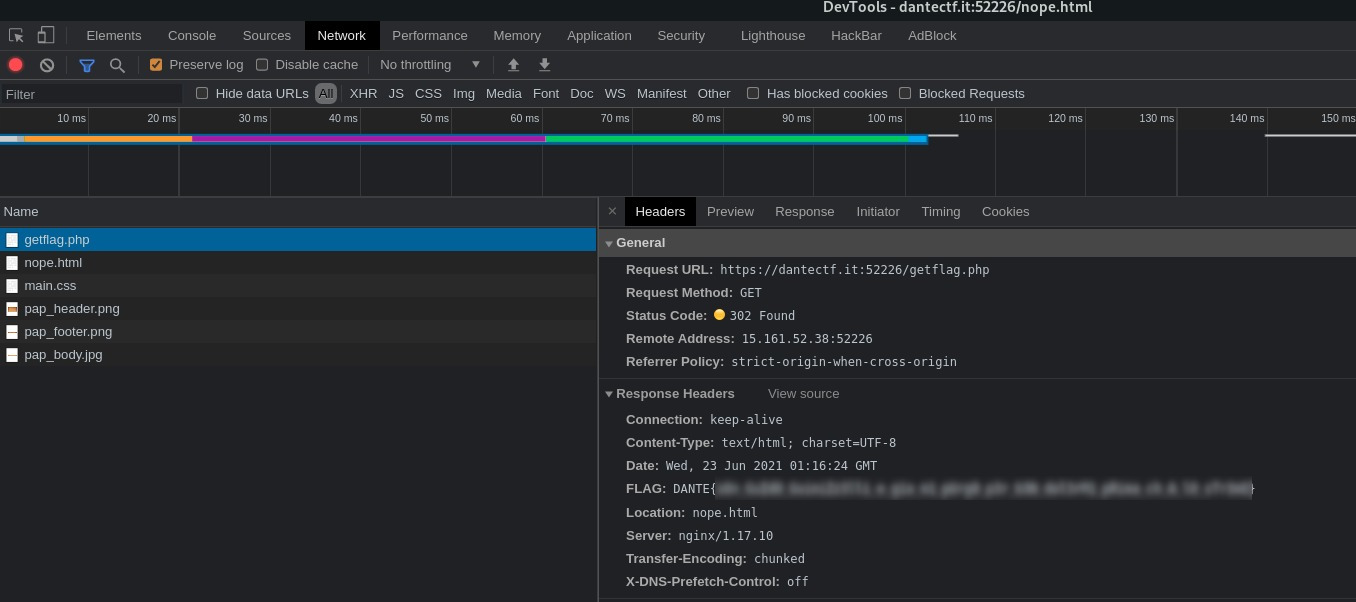 DevTools - dantectf.it:52226/nope.html
Elements Console Sources Network Performance Memory Application Security Lighthouse HackBar AdBlock
Preserve log Disable cache No throttling
Filter Hide data URLs All XHR JS CSS Img Media Font Doc WS Manifest Other Has blocked cookies Blocked Requests
10 ms 20 ms 30 ms 40 ms 50 ms 60 ms 70 ms 80 ms 90 ms 100 ms 110 ms 120 ms 130 ms 140 ms 150 ms
Name
getflag.php
nope.html
main.css
pap_header.png
pap_footer.png
pap_body.jpg
Headers Preview Response Initiator Timing Cookies
General
Request URL: https://dantectf.it:52226/getflag.php
Request Method: GET
Status Code: 302 Found
Remote Address: 15.161.52.38:52226
Referrer Policy: strict-origin-when-cross-origin
Response Headers View source
Connection: keep-alive
Content-Type: text/html; charset=UTF-8
Date: Wed, 23 Jun 2021 01:16:24 GMT
FLAG: DANTE{ }
Location: nope.html
Server: nginx/1.17.10
Transfer-Encoding: chunked
X-DNS-Prefetch-Control: off